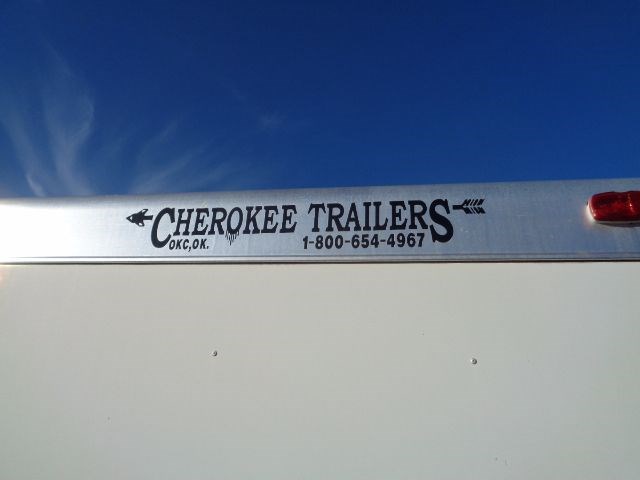 CHEROKEE TRAILERS
OKC, OK. 1-800-654-4967